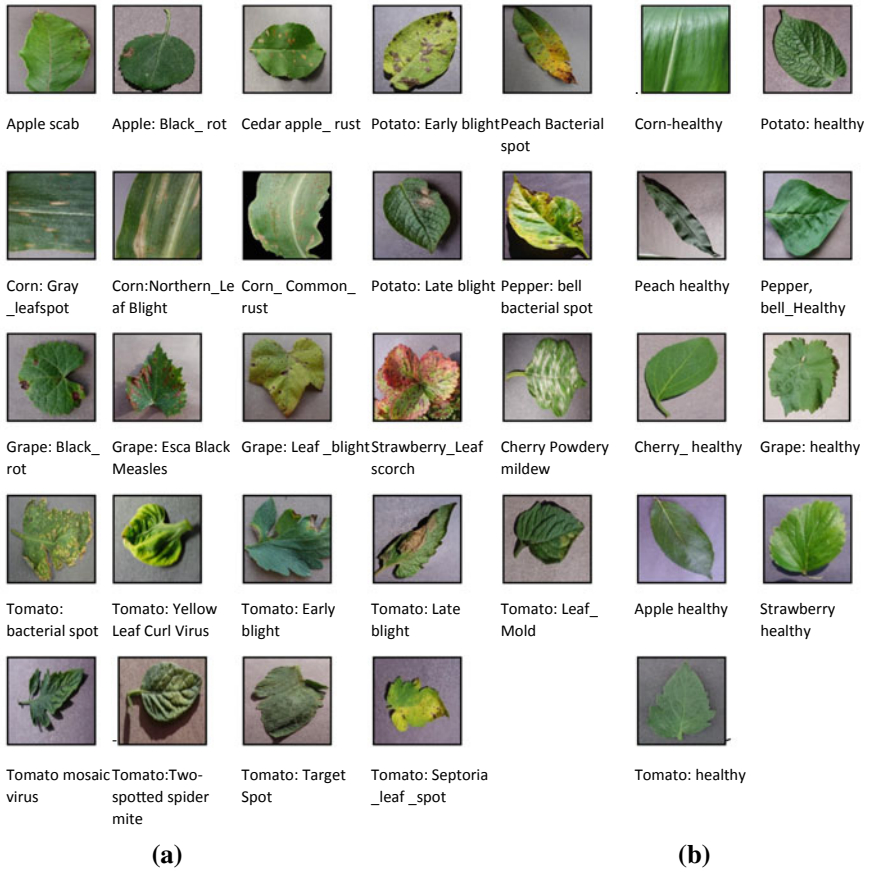 Apple scab
Apple: Black_ rot
Cedar apple_ rust
Potato: Early blight
Peach Bacterial
spot
Corn-healthy
Potato: healthy
Corn: Gray
_leafspot
Corn:Northern_Le
af Blight
Corn_ Common_
rust
Potato: Late blight
Pepper: bell
bacterial spot
Peach healthy
Pepper,
bell_Healthy
Grape: Black_
rot
Grape: Esca Black
Measles
Grape: Leaf _blight
Strawberry_Leaf
scorch
Cherry Powdery
mildew
Cherry_ healthy
Grape: healthy
Tomato:
bacterial spot
Tomato: Yellow
Leaf Curl Virus
Tomato: Early
blight
Tomato: Late
blight
Tomato: Leaf_
Mold
Apple healthy
Strawberry
healthy
Tomato mosaic
virus
Tomato:Two-
spotted spider
mite
Tomato: Target
Spot
Tomato: Septoria
_leaf _spot
Tomato: healthy
(a)
(b)